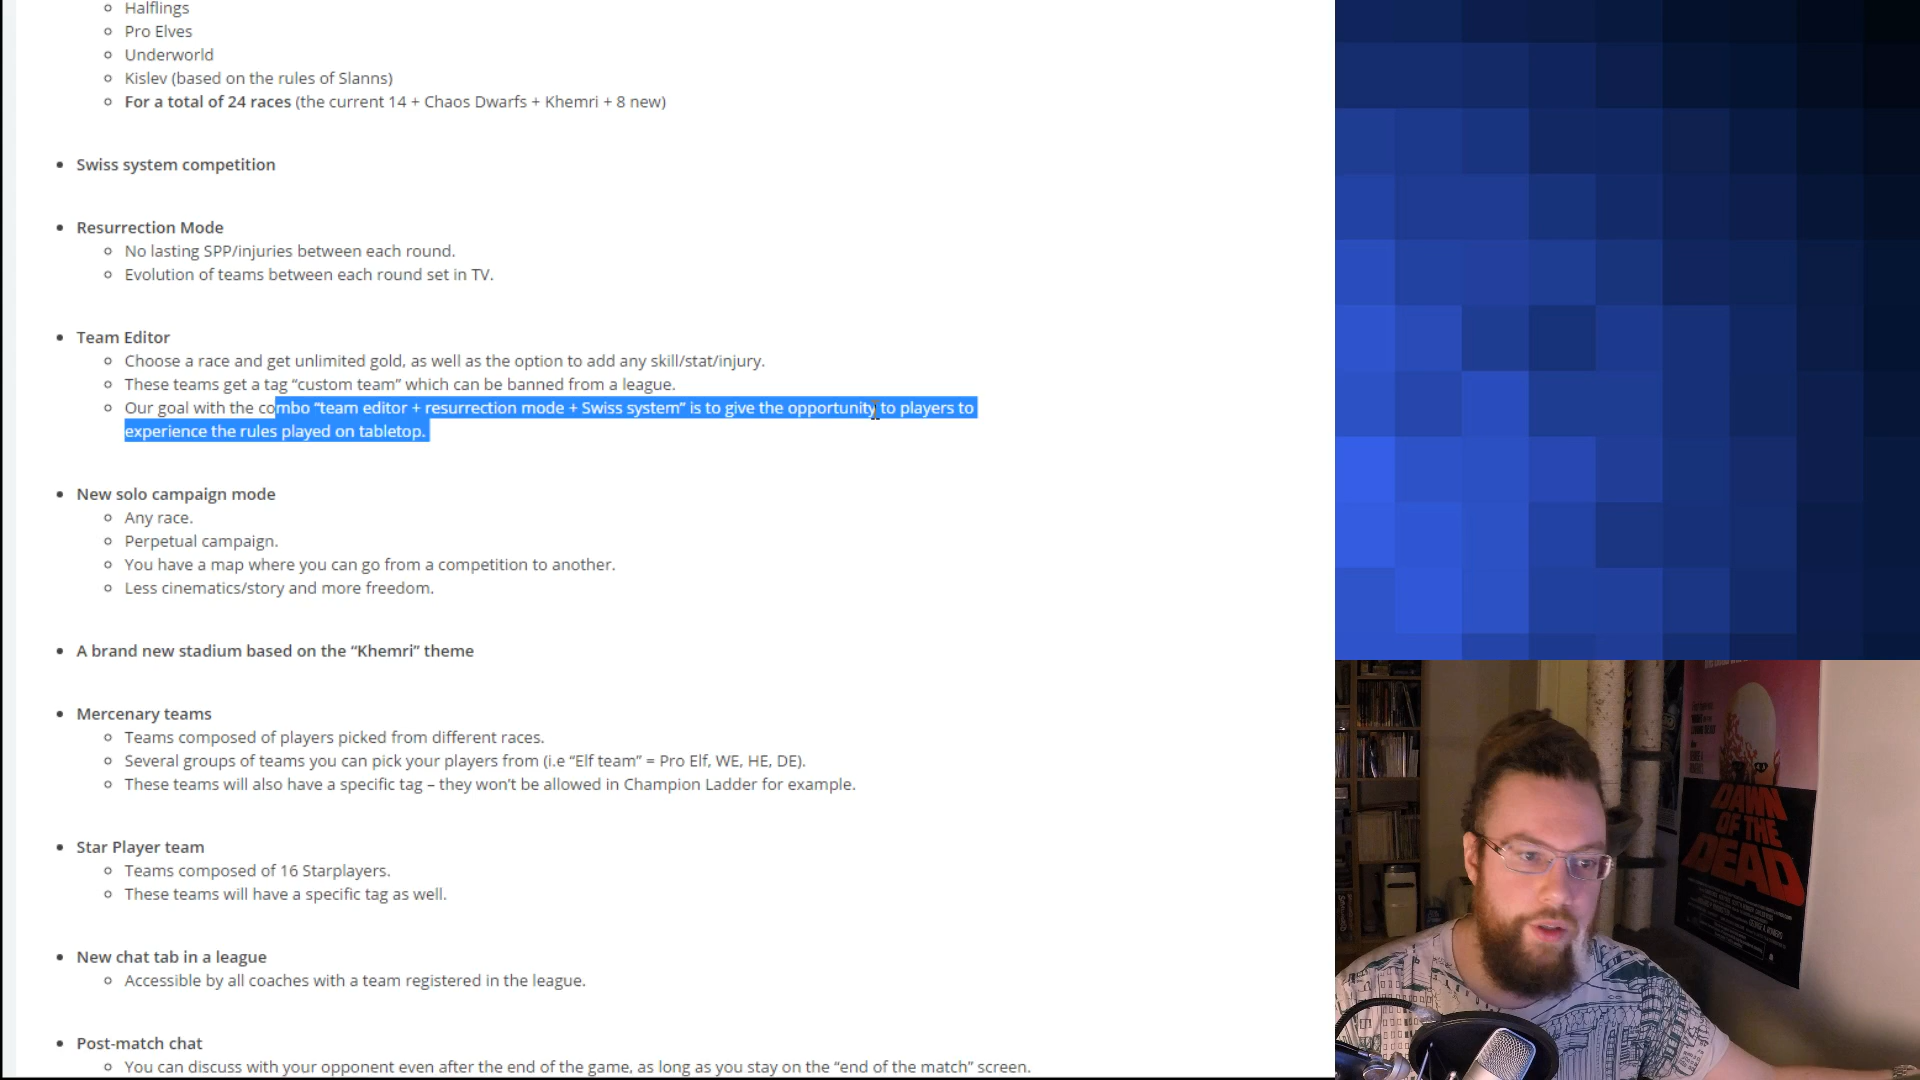 Halflings
Pro Elves
Underworld
Kislev (based on the rules of Slanns)
For a total of 24 races (the current 14 + Chaos Dwarfs + Khemri + 8 new)
Swiss system competition
Resurrection Mode
No lasting SPP/injuries between each round.
Evolution of teams between each round set in TV.
Team Editor
Choose a race and get unlimited gold, as well as the option to add any skill/stat/injury.
These teams get a tag “custom team” which can be banned from a league.
Our goal with the combo “team editor + resurrection mode + Swiss system” is to give the opportunity to players to
experience the rules played on tabletop.
New solo campaign mode
Any race.
Perpetual campaign.
You have a map where you can go from a competition to another.
Less cinematics/story and more freedom.
A brand new stadium based on the “Khemri” theme
Mercenary teams
Teams composed of players picked from different races.
Several groups of teams you can pick your players from (i.e “Elf team” = Pro Elf, WE, HE, DE).
These teams will also have a specific tag – they won’t be allowed in Champion Ladder for example.
Star Player team
Teams composed of 16 Starplayers.
These teams will have a specific tag as well.
New chat tab in a league
Accessible by all coaches with a team registered in the league.
Post-match chat
You can discuss with your opponent even after the end of the game, as long as you stay on the “end of the match” screen.
DAWN
OF THE
DEAD